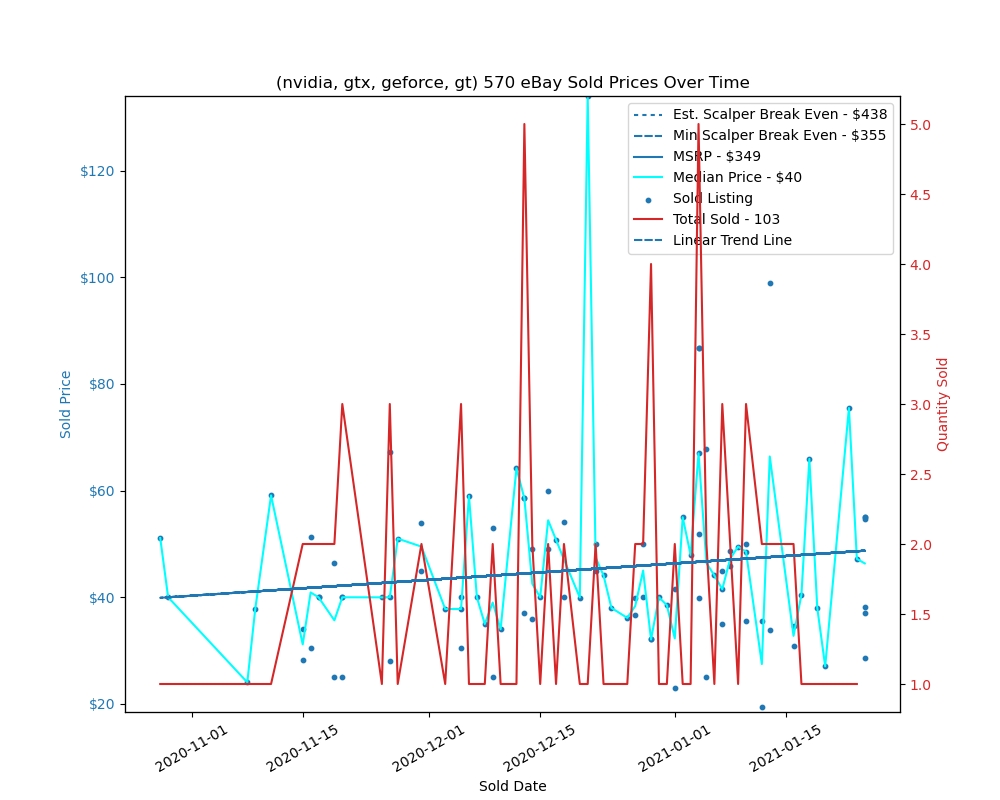 (nvidia, gtx, geforce, gt) 570 eBay Sold Prices Over Time
Est. Scalper Break Even - $438
Min Scalper Break Even - $355
MSRP - $349
Median Price - $40
Sold Listing
Total Sold - 103
Linear Trend Line
$120
$100
$80
$60
$40
$20
Sold Price
5.0
4.5
4.0
3.5
3.0
2.5
2.0
1.5
1.0
Quantity Sold
2020-11-01
2020-11-15
2020-12-01
2020-12-15
2021-01-01
2021-01-15
Sold Date